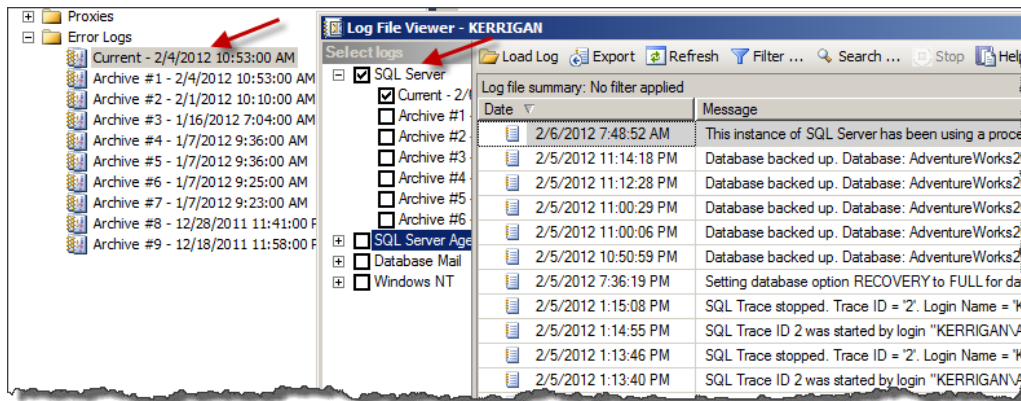 Proxies
Error Logs
Current - 2/4/2012 10:53:00 AM
Archive #1 - 2/4/2012 10:53:00 AM
Archive #2 - 2/1/2012 10:10:00 AM
Archive #3 - 1/16/2012 7:04:00 AM
Archive #4 - 1/7/2012 9:36:00 AM
Archive #5 - 1/7/2012 9:36:00 AM
Archive #6 - 1/7/2012 9:25:00 AM
Archive #7 - 1/7/2012 9:23:00 AM
Archive #8 - 12/28/2011 11:41:00
Archive #9 - 12/18/2011 11:58:00
Log File Viewer - KERRIGAN
Select logs
SQL Server
Current - 2/
Archive #1
Archive #2
Archive #3
Archive #4
Archive #5
Archive #6
SQL Server Age
Database Mail
Windows NT
Load Log Export Refresh Filter ... Search ... Stop Help
Log file summary: No filter applied
Date Message
2/6/2012 7:48:52 AM This instance of SQL Server has been using a proce
2/5/2012 11:14:18 PM Database backed up. Database: AdventureWorks2
2/5/2012 11:12:28 PM Database backed up. Database: AdventureWorks2
2/5/2012 11:00:29 PM Database backed up. Database: AdventureWorks2
2/5/2012 11:00:06 PM Database backed up. Database: AdventureWorks2
2/5/2012 10:50:59 PM Database backed up. Database: AdventureWorks2
2/5/2012 7:36:19 PM Setting database option RECOVERY to FULL for da
2/5/2012 1:15:08 PM SQL Trace stopped. Trace ID = '2'. Login Name = 'K
2/5/2012 1:14:55 PM SQL Trace ID 2 was started by login "KERRIGAN\A
2/5/2012 1:13:46 PM SQL Trace stopped. Trace ID = '2'. Login Name = 'K
2/5/2012 1:13:40 PM SQL Trace ID 2 was started by login "KERRIGAN\A